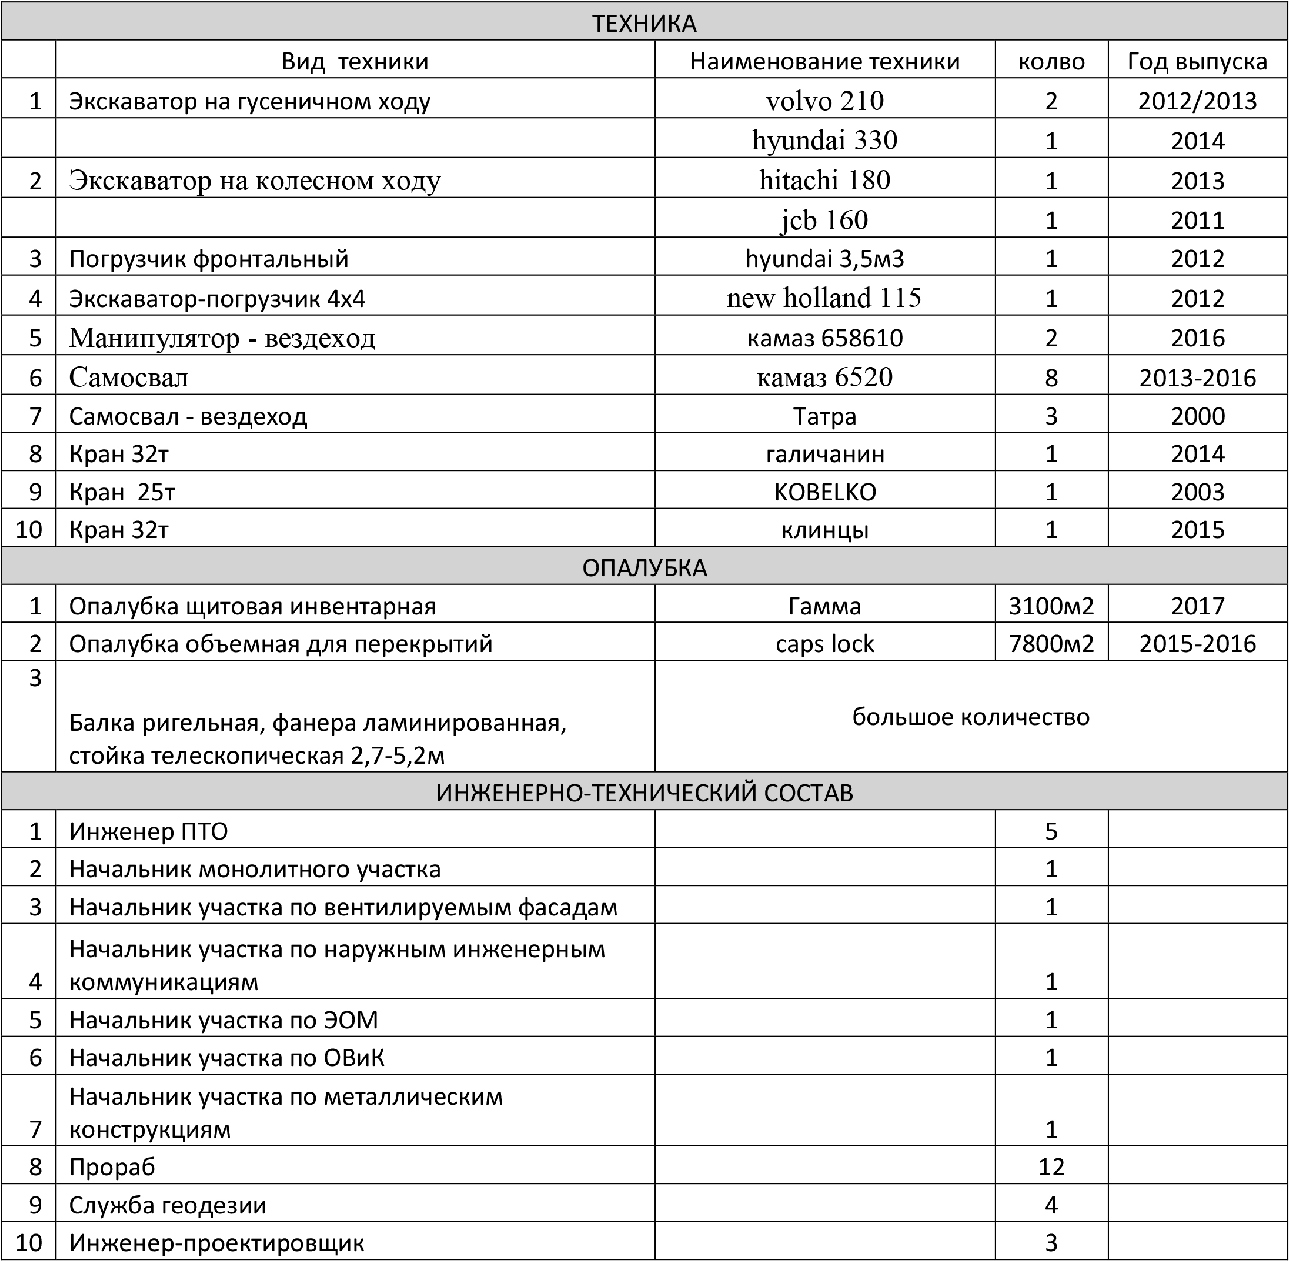 ТЕХНИКА
Вид техники Наименование техники колво Год выпуска
1 Экскаватор на гусеничном ходу volvo 210 2 2012/2013
hyundai 330 1 2014
2 Экскаватор на колесном ходу hitachi 180 1 2013
jcb 160 1 2011
3 Погрузчик фронтальный hyundai 3,5м3 1 2012
4 Экскаватор-погрузчик 4х4 new holland 115 1 2012
5 Манипулятор - вездеход камаз 658610 2 2016
6 Самосвал камаз 6520 8 2013-2016
7 Самосвал - вездеход Татра 3 2000
8 Кран 32т галичанин 1 2014
9 Кран 25т KOBELKO 1 2003
10 Кран 32т клинцы 1 2015
ОПАЛУБКА
1 Опалубка щитовая инвентарная Гамма 3100м2 2017
2 Опалубка объемная для перекрытий caps lock 7800м2 2015-2016
3
Балка ригельная, фанера ламинированная,
стойка телескопическая 2,7-5,2м
большое количество
ИНЖЕНЕРНО-ТЕХНИЧЕСКИЙ СОСТАВ
1 Инженер ПТО 5
2 Начальник монолитного участка 1
3 Начальник участка по вентилируемым фасадам 1
Начальник участка по наружным инженерным
4 коммуникациям 1
5 Начальник участка по ЭОМ 1
6 Начальник участка по ОВиК 1
Начальник участка по металлическим
7 конструкциям 1
8 Прораб 12
9 Служба геодезии 4
10 Инженер-проектировщик 3